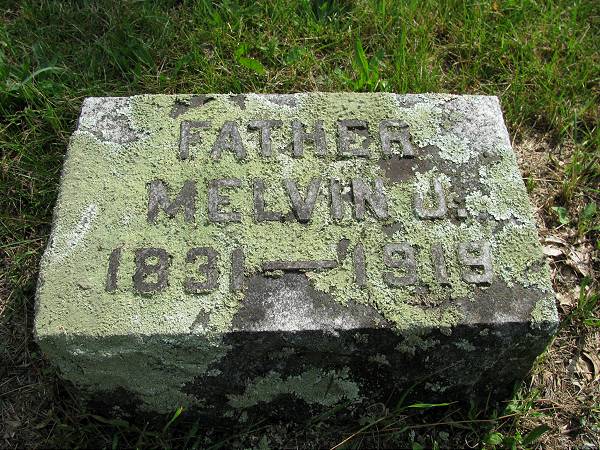 FATHER
MELVIN J.
1831 — 1919